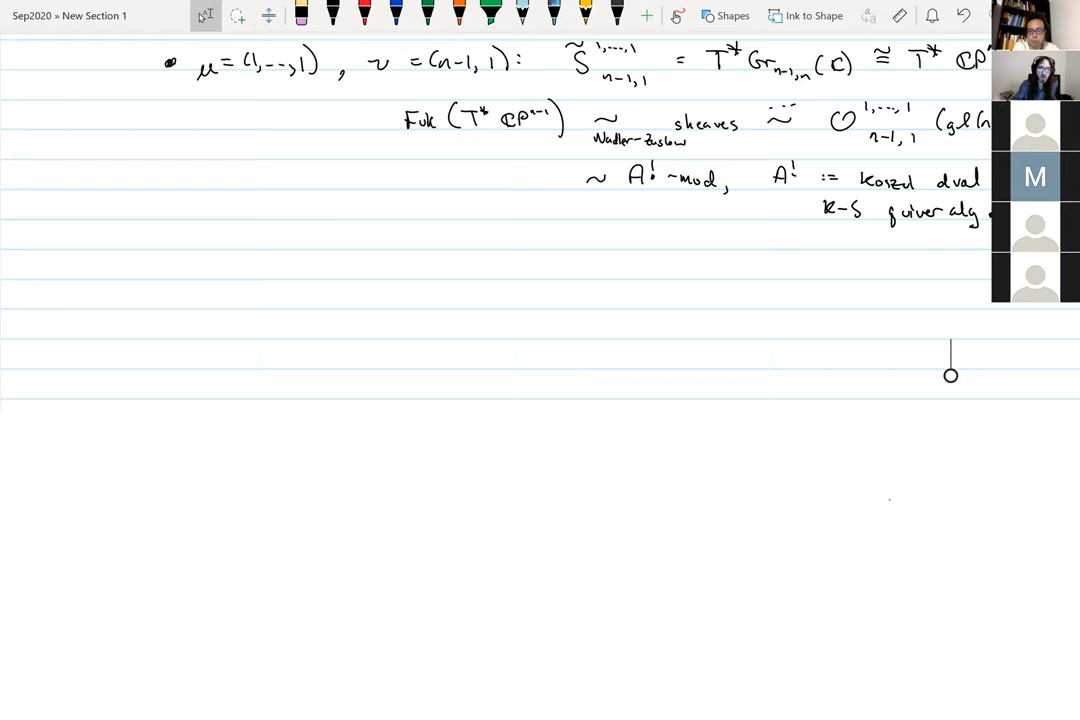 Sep2020 » New Section 1
Shapes
Ink to Shape
• μ = (1,...,1), ν = (n-1, 1): S̃^{1,...,1}_{n-1,1} = T* Gr_{n-1,n}(ℂ) ≅ T* ℂP
Fuk (T* ℂP^{n-1}) ~ sheaves ≃ O^{1,...,1}_{n-1,1} (gl(n
Nadler-Zaslow
~ A^!-mod, A^! := Koszul dual
K-S quiver alg
M